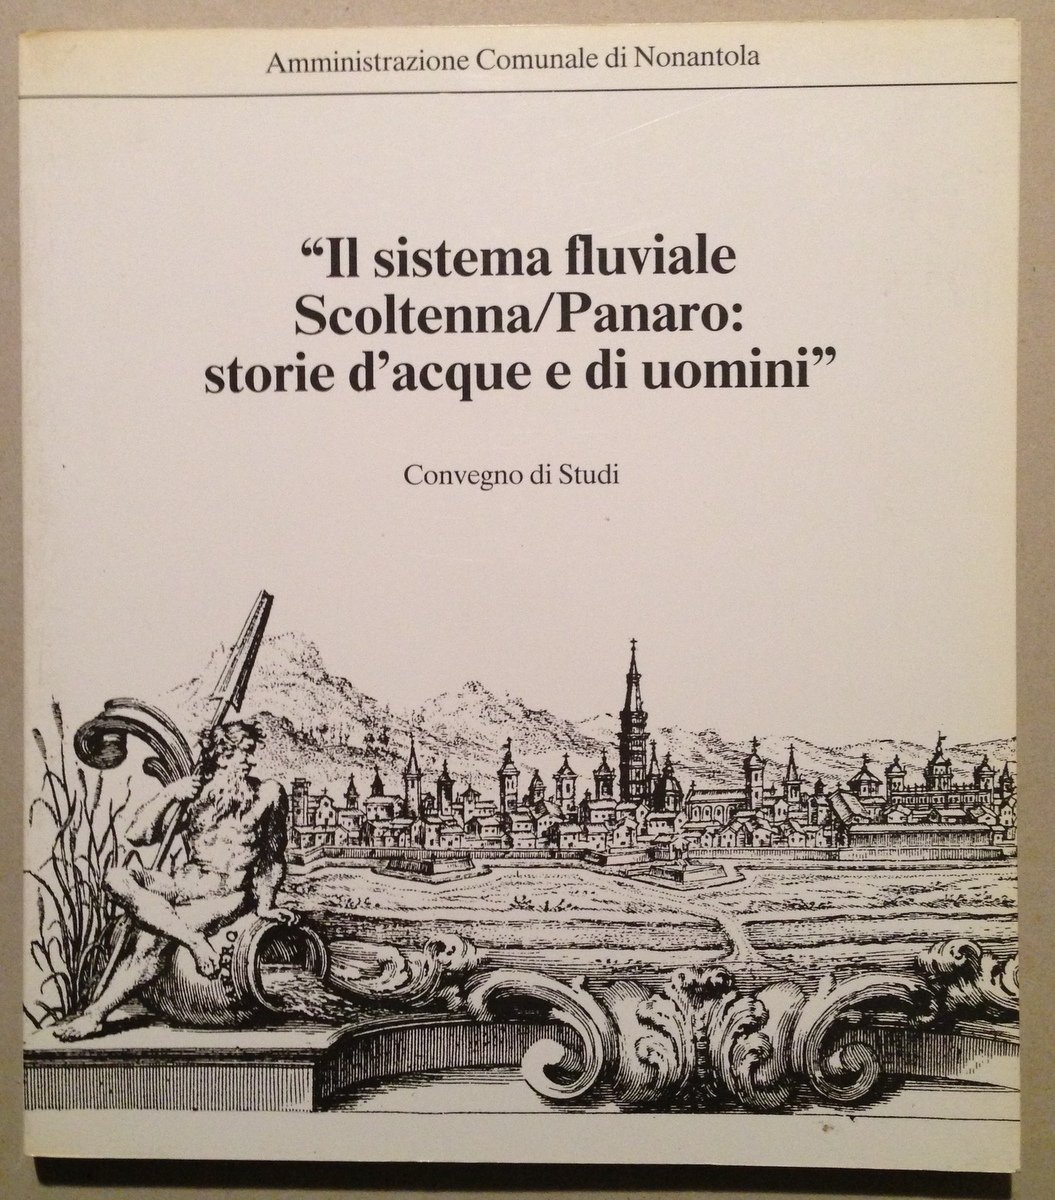 Amministrazione Comunale di Nonantola
“Il sistema fluviale
Scoltenna/Panaro:
storie d’acque e di uomini”
Convegno di Studi